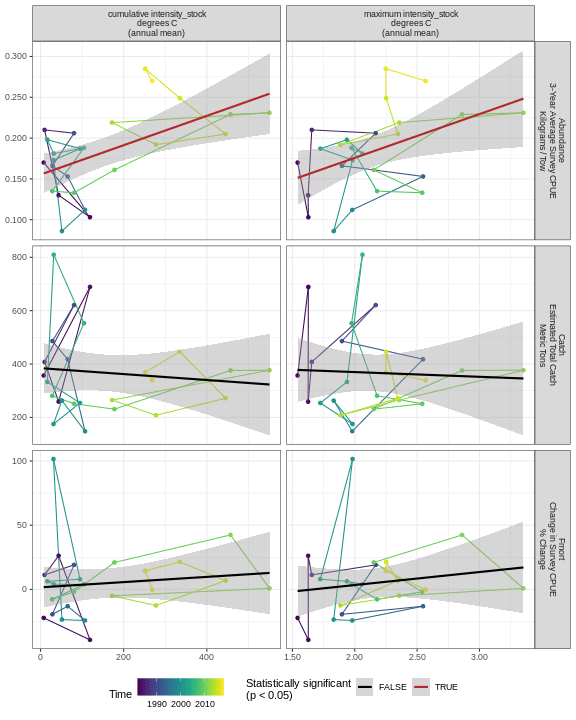 cumulative intensity_stock
degrees C
(annual mean)
maximum intensity_stock
degrees C
(annual mean)
0.300
0.250
0.200
0.150
0.100
Abundance
3-Year Average Survey CPUE
Kilograms / Tow
800
600
400
200
Catch
Estimated Total Catch
Metric Tons
100
50
0
Fmort
Change in Survey CPUE
% Change
0 200 400
1.50 2.00 2.50 3.00
Time
1990 2000 2010
Statistically significant
(p < 0.05)
FALSE
TRUE